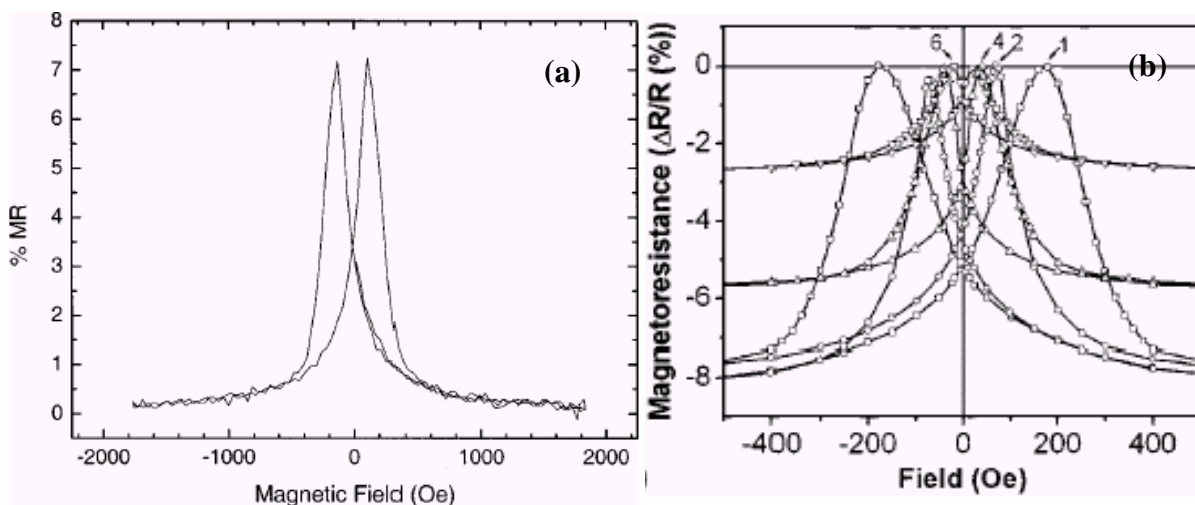 8
7
6
5
4
3
2
1
0
% MR
(a)
-2000 -1000 0 1000 2000
Magnetic Field (Oe)
6 4 2 1
(b)
0
-2
-4
-6
-8
Magnetoresistance (ΔR/R (%))
-400 -200 0 200 400
Field (Oe)